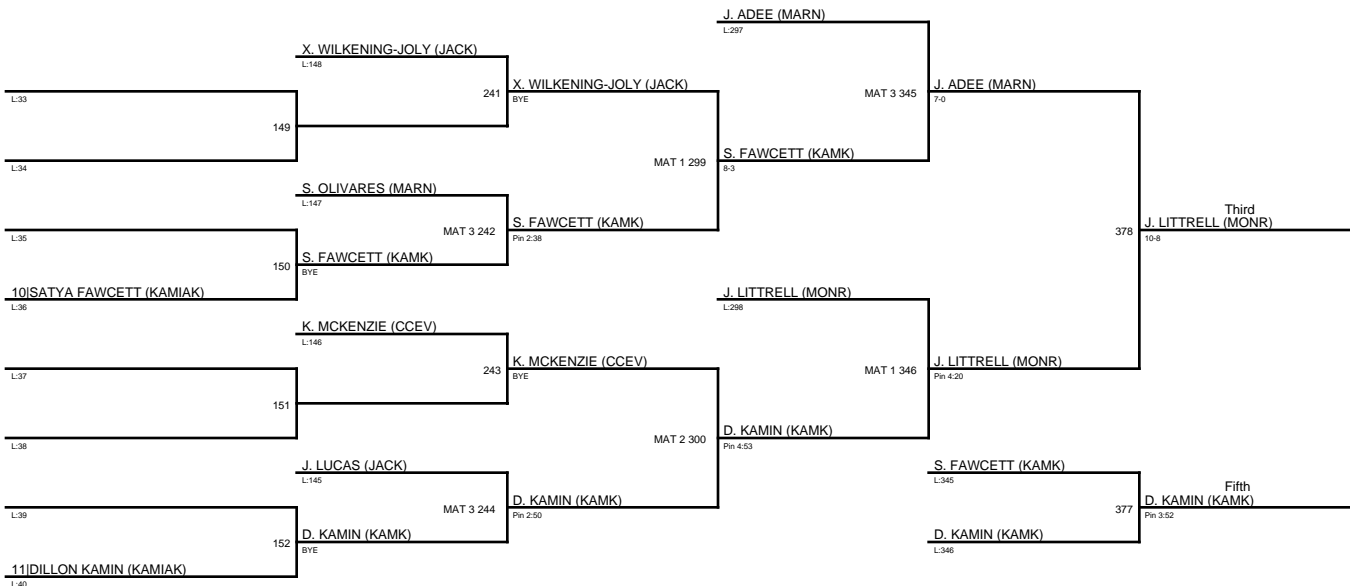 J. ADEE (MARN)
L:297
X. WILKENING-JOLY (JACK)
L:148
X. WILKENING-JOLY (JACK)
BYE
J. ADEE (MARN)
7-0
L:33
241
MAT 3 345
149
L:34
MAT 1 299
S. FAWCETT (KAMK)
8-3
S. OLIVARES (MARN)
L:147
S. FAWCETT (KAMK)
Pin 2:38
Third
J. LITTRELL (MONR)
10-8
L:35
MAT 3 242
378
150
S. FAWCETT (KAMK)
BYE
10|SATYA FAWCETT (KAMIAK)
L:36
J. LITTRELL (MONR)
L:298
K. MCKENZIE (CCEV)
L:146
K. MCKENZIE (CCEV)
BYE
J. LITTRELL (MONR)
Pin 4:20
L:37
243
MAT 1 346
151
L:38
MAT 2 300
D. KAMIN (KAMK)
Pin 4:53
J. LUCAS (JACK)
L:145
S. FAWCETT (KAMK)
L:345
D. KAMIN (KAMK)
Pin 2:50
Fifth
D. KAMIN (KAMK)
Pin 3:52
L:39
MAT 3 244
377
152
D. KAMIN (KAMK)
BYE
D. KAMIN (KAMK)
L:346
11|DILLON KAMIN (KAMIAK)
L:40